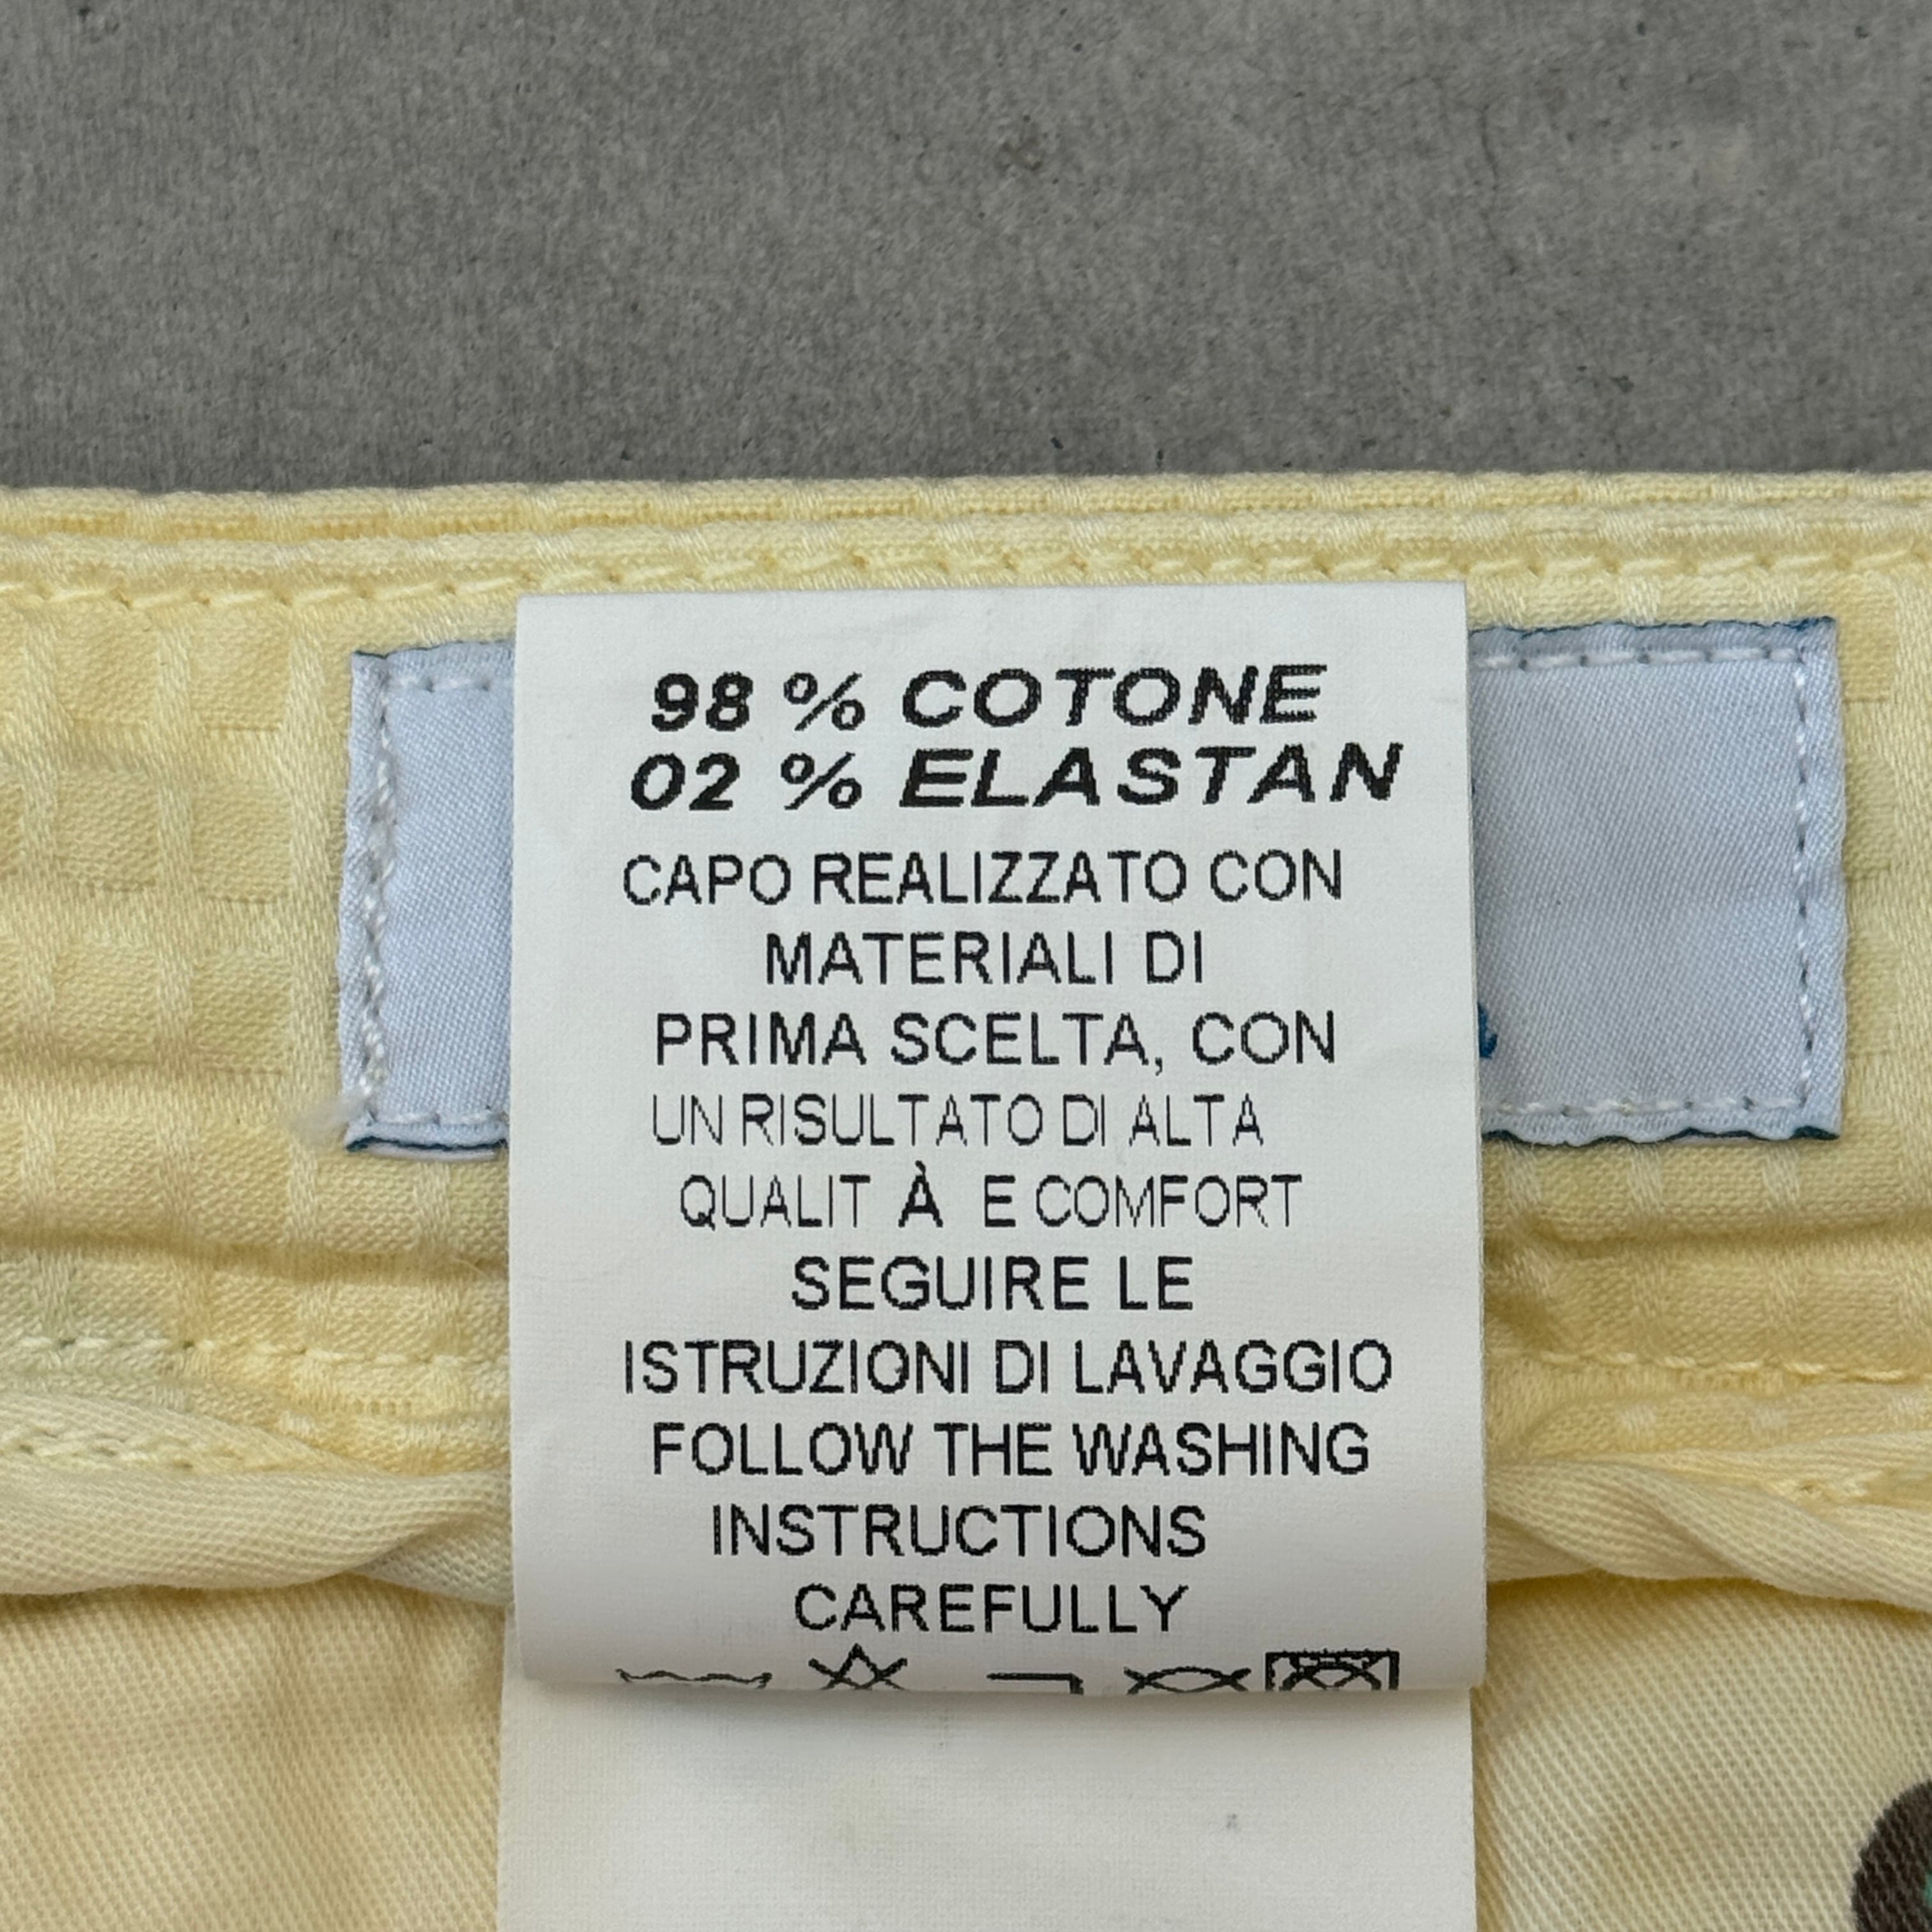 98 % COTONE
02 % ELASTAN
CAPO REALIZZATO CON
MATERIALI DI
PRIMA SCELTA, CON
UN RISULTATO DI ALTA
QUALIT À E COMFORT
SEGUIRE LE
ISTRUZIONI DI LAVAGGIO
FOLLOW THE WASHING
INSTRUCTIONS
CAREFULLY